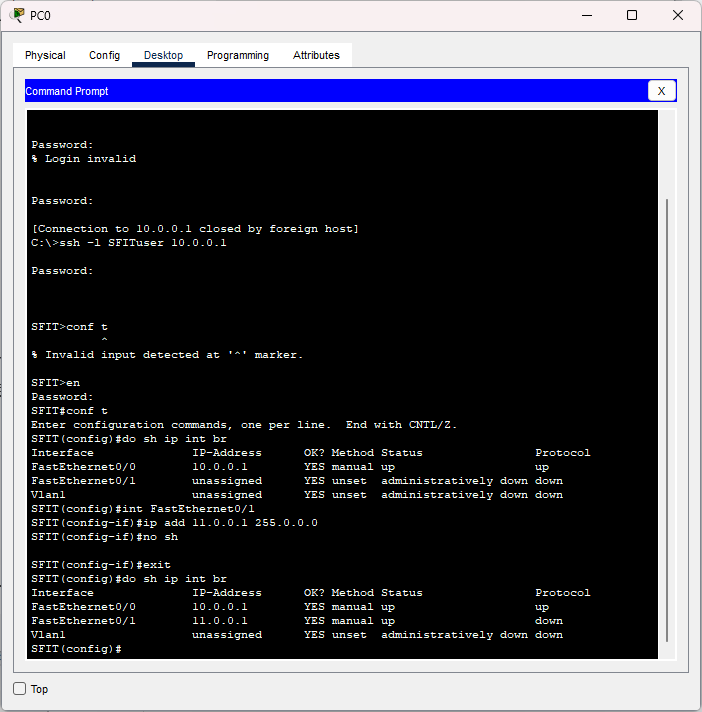 PC0
Physical Config Desktop Programming Attributes
Command Prompt X
Password:
% Login invalid
Password:
[Connection to 10.0.0.1 closed by foreign host]
C:\>ssh -l SFITuser 10.0.0.1
Password:
SFIT>conf t
^
% Invalid input detected at '^' marker.
SFIT>en
Password:
SFIT#conf t
Enter configuration commands, one per line.  End with CNTL/Z.
SFIT(config)#do sh ip int br
Interface              IP-Address      OK? Method Status                Protocol
FastEthernet0/0        10.0.0.1        YES manual up                    up
FastEthernet0/1        unassigned      YES unset  administratively down down
Vlan1                  unassigned      YES unset  administratively down down
SFIT(config)#int FastEthernet0/1
SFIT(config-if)#ip add 11.0.0.1 255.0.0.0
SFIT(config-if)#no sh
SFIT(config-if)#exit
SFIT(config)#do sh ip int br
Interface              IP-Address      OK? Method Status                Protocol
FastEthernet0/0        10.0.0.1        YES manual up                    up
FastEthernet0/1        11.0.0.1        YES manual up                    down
Vlan1                  unassigned      YES unset  administratively down down
SFIT(config)#
Top